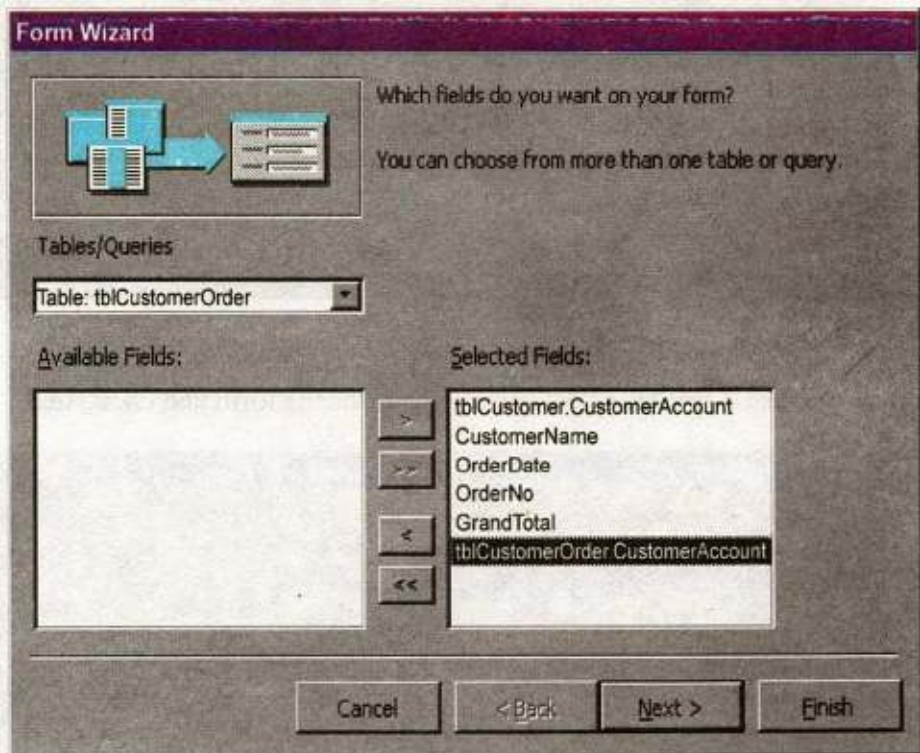 Form Wizard
Which fields do you want on your form?
You can choose from more than one table or query.
Tables/Queries
Table: tblCustomerOrder
Available Fields:
Selected Fields:
tblCustomer.CustomerAccount
CustomerName
OrderDate
OrderNo
GrandTotal
tblCustomerOrder.CustomerAccount
>
>>
<
<<
Cancel
< Back
Next >
Finish